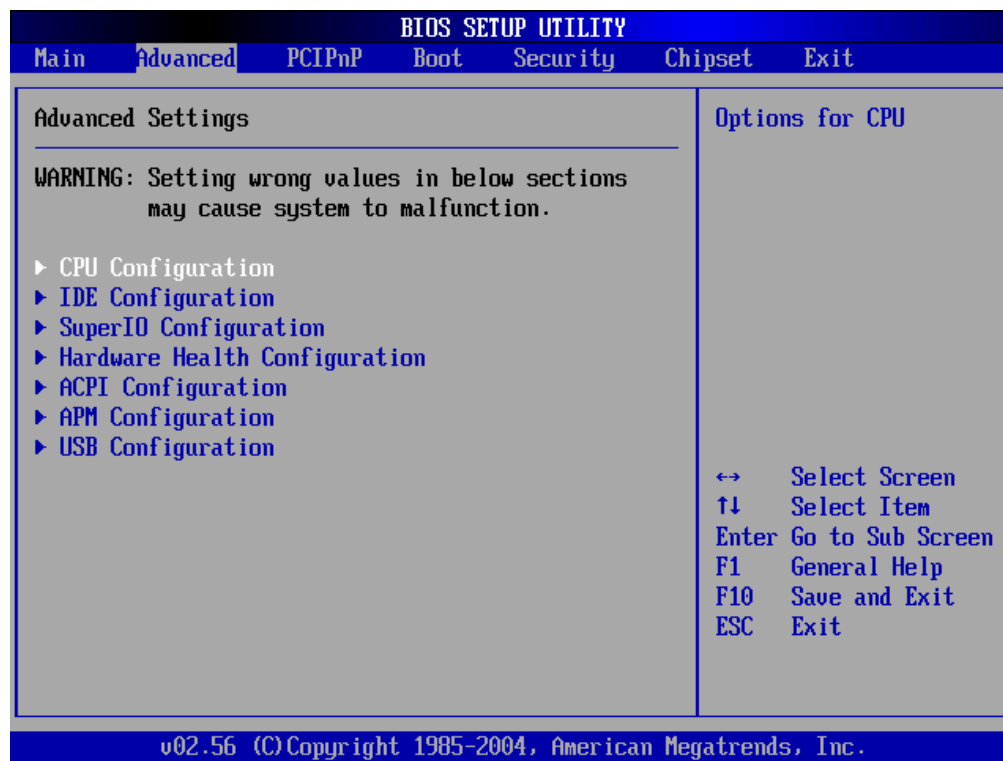 BIOS SETUP UTILITY
Main Advanced PCIPnP Boot Security Chipset Exit
Advanced Settings
WARNING: Setting wrong values in below sections
may cause system to malfunction.
▶ CPU Configuration
▶ IDE Configuration
▶ SuperIO Configuration
▶ Hardware Health Configuration
▶ ACPI Configuration
▶ APM Configuration
▶ USB Configuration
Options for CPU
↔ Select Screen
↑↓ Select Item
Enter Go to Sub Screen
F1 General Help
F10 Save and Exit
ESC Exit
v02.56 (C)Copyright 1985-2004, American Megatrends, Inc.